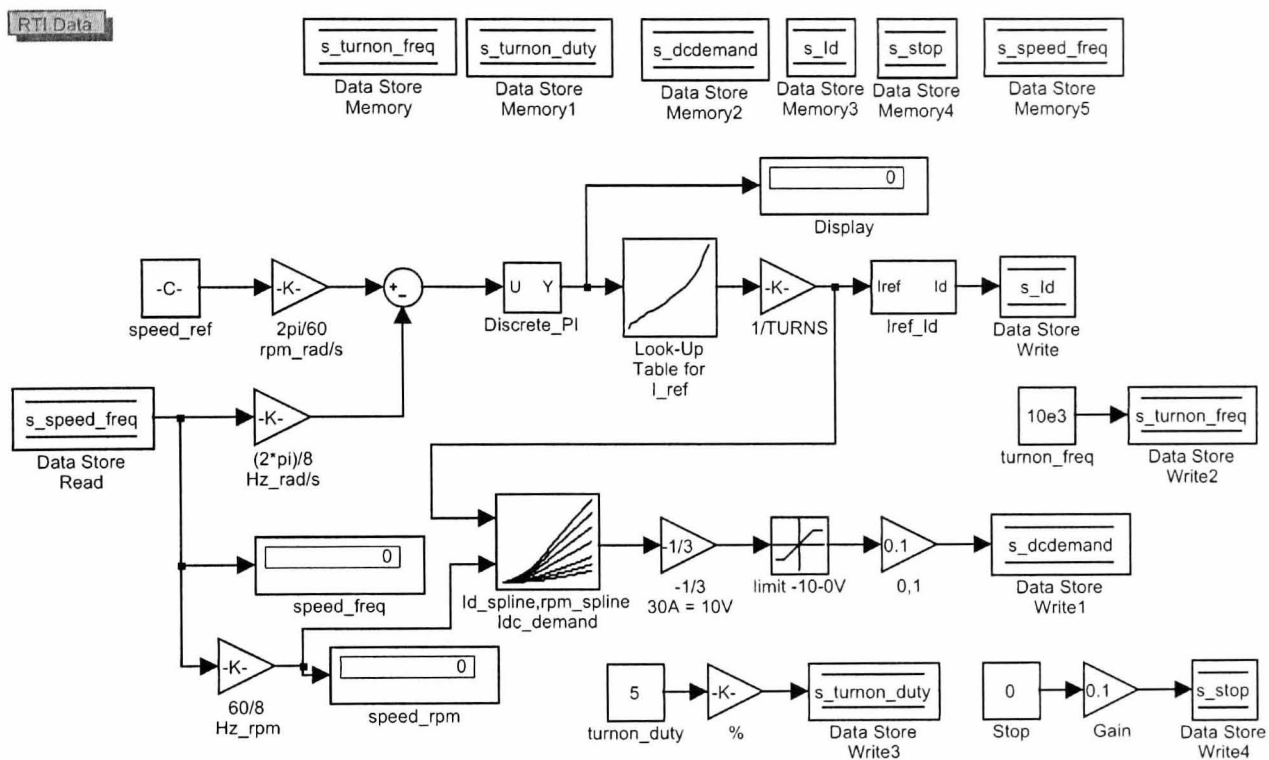 RTI Data
s_turnon_freq
Data Store
Memory
s_turnon_duty
Data Store
Memory1
s_dcdemand
Data Store
Memory2
s_Id
Data Store
Memory3
s_stop
Data Store
Memory4
s_speed_freq
Data Store
Memory5
0
Display
-C-
speed_ref
-K-
2pi/60
rpm_rad/s
+
-
U Y
Discrete_PI
Look-Up
Table for
I_ref
-K-
1/TURNS
Iref Id
Iref_Id
s_Id
Data Store
Write
s_speed_freq
Data Store
Read
-K-
(2*pi)/8
Hz_rad/s
10e3
turnon_freq
s_turnon_freq
Data Store
Write2
0
speed_freq
Id_spline,rpm_spline
Idc_demand
-1/3
-1/3
30A = 10V
limit -10-0V
0.1
0,1
s_dcdemand
Data Store
Write1
-K-
60/8
Hz_rpm
0
speed_rpm
5
turnon_duty
-K-
%
s_turnon_duty
Data Store
Write3
0
Stop
0.1
Gain
s_stop
Data Store
Write4